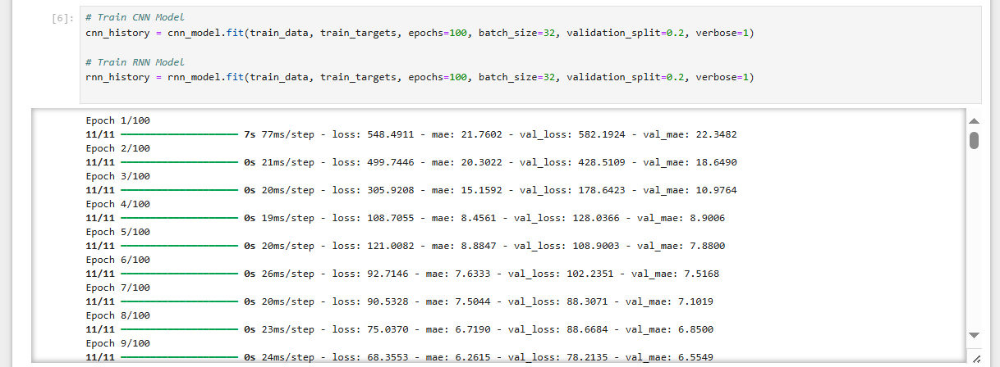 [6]:
# Train CNN Model
cnn_history = cnn_model.fit(train_data, train_targets, epochs=100, batch_size=32, validation_split=0.2, verbose=1)
# Train RNN Model
rnn_history = rnn_model.fit(train_data, train_targets, epochs=100, batch_size=32, validation_split=0.2, verbose=1)
Epoch 1/100
11/11 ━━━━━━━━━━━━━━━━━━━━ 7s 77ms/step - loss: 548.4911 - mae: 21.7602 - val_loss: 582.1924 - val_mae: 22.3482
Epoch 2/100
11/11 ━━━━━━━━━━━━━━━━━━━━ 0s 21ms/step - loss: 499.7446 - mae: 20.3022 - val_loss: 428.5109 - val_mae: 18.6490
Epoch 3/100
11/11 ━━━━━━━━━━━━━━━━━━━━ 0s 20ms/step - loss: 305.9208 - mae: 15.1592 - val_loss: 178.6423 - val_mae: 10.9764
Epoch 4/100
11/11 ━━━━━━━━━━━━━━━━━━━━ 0s 19ms/step - loss: 108.7055 - mae: 8.4561 - val_loss: 128.0366 - val_mae: 8.9006
Epoch 5/100
11/11 ━━━━━━━━━━━━━━━━━━━━ 0s 20ms/step - loss: 121.0082 - mae: 8.8847 - val_loss: 108.9003 - val_mae: 7.8800
Epoch 6/100
11/11 ━━━━━━━━━━━━━━━━━━━━ 0s 26ms/step - loss: 92.7146 - mae: 7.6333 - val_loss: 102.2351 - val_mae: 7.5168
Epoch 7/100
11/11 ━━━━━━━━━━━━━━━━━━━━ 0s 20ms/step - loss: 90.5328 - mae: 7.5044 - val_loss: 88.3071 - val_mae: 7.1019
Epoch 8/100
11/11 ━━━━━━━━━━━━━━━━━━━━ 0s 23ms/step - loss: 75.0370 - mae: 6.7190 - val_loss: 88.6684 - val_mae: 6.8500
Epoch 9/100
11/11 ━━━━━━━━━━━━━━━━━━━━ 0s 24ms/step - loss: 68.3553 - mae: 6.2615 - val_loss: 78.2135 - val_mae: 6.5549